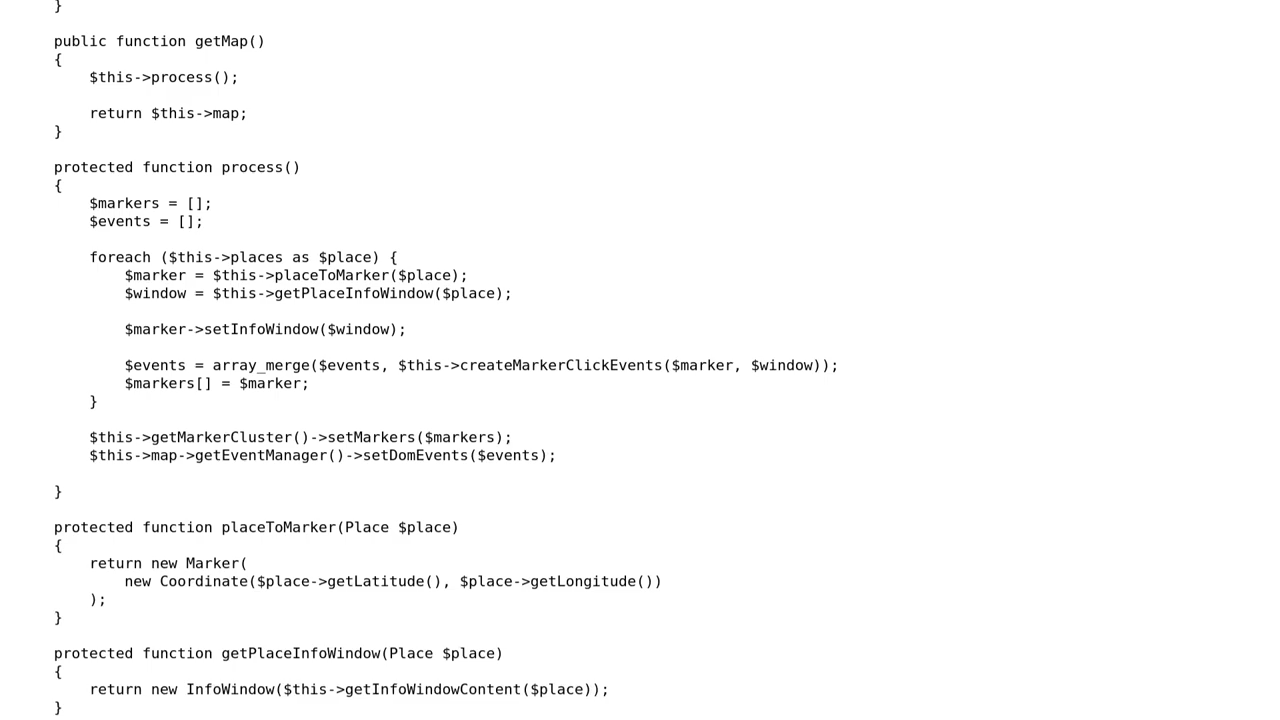 }
public function getMap()
{
$this->process();
return $this->map;
}
protected function process()
{
$markers = [];
$events = [];
foreach ($this->places as $place) {
$marker = $this->placeToMarker($place);
$window = $this->getPlaceInfoWindow($place);
$marker->setInfoWindow($window);
$events = array_merge($events, $this->createMarkerClickEvents($marker, $window));
$markers[] = $marker;
}
$this->getMarkerCluster()->setMarkers($markers);
$this->map->getEventManager()->setDomEvents($events);
}
protected function placeToMarker(Place $place)
{
return new Marker(
new Coordinate($place->getLatitude(), $place->getLongitude())
);
}
protected function getPlaceInfoWindow(Place $place)
{
return new InfoWindow($this->getInfoWindowContent($place));
}